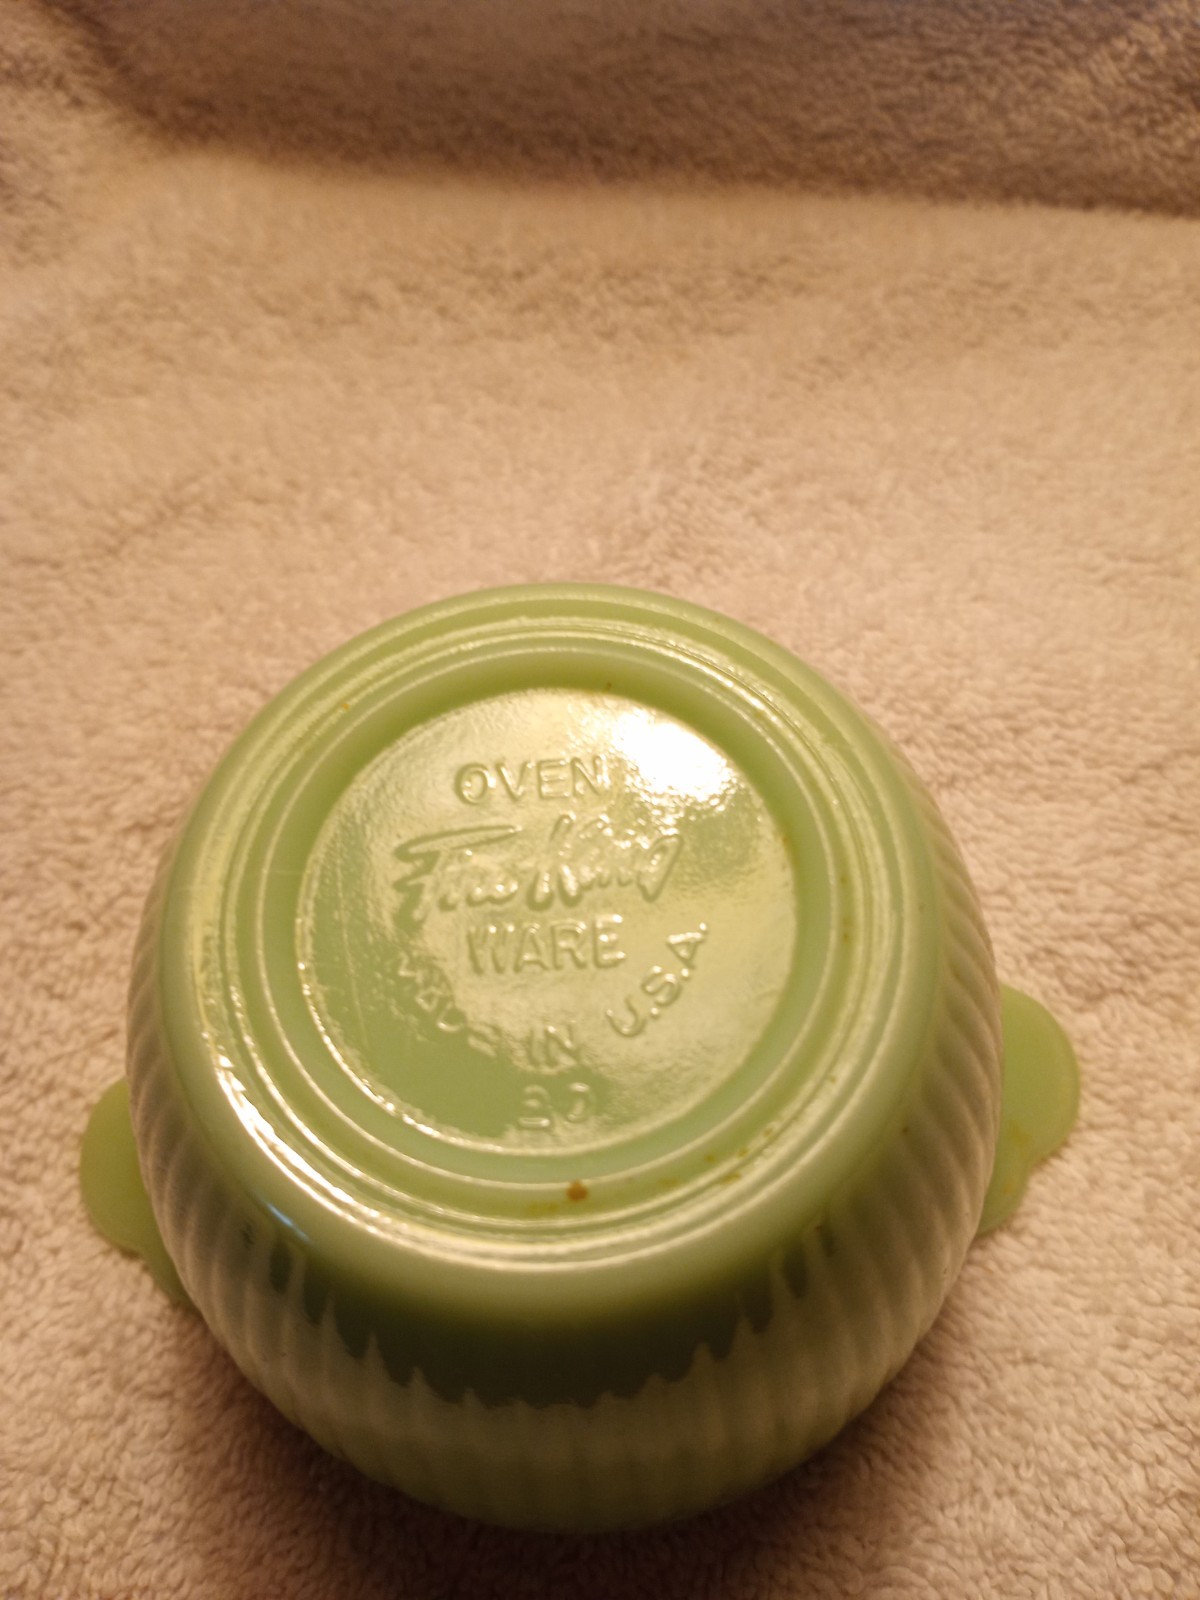 OVEN
Fire-King
WARE
MADE IN U.S.A.
30